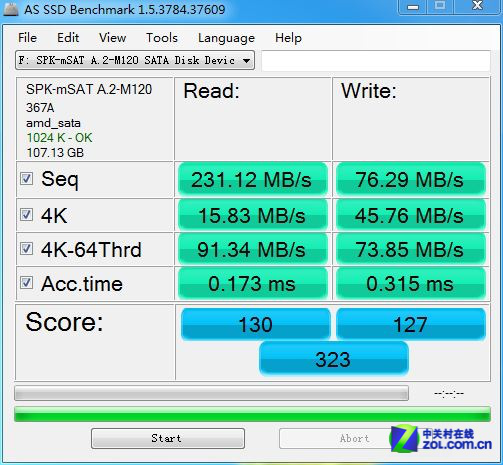 AS SSD Benchmark 1.5.3784.37609
File Edit View Tools Language Help
F: SPK-mSAT A.2-M120 SATA Disk Devic
SPK-mSAT A.2-M120
367A
amd_sata
1024 K - OK
107.13 GB
Read: Write:
Seq 231.12 MB/s 76.29 MB/s
4K 15.83 MB/s 45.76 MB/s
4K-64Thrd 91.34 MB/s 73.85 MB/s
Acc.time 0.173 ms 0.315 ms
Score: 130 127
323
--:--:--
Start Abort
中关村在线
zol.com.cn